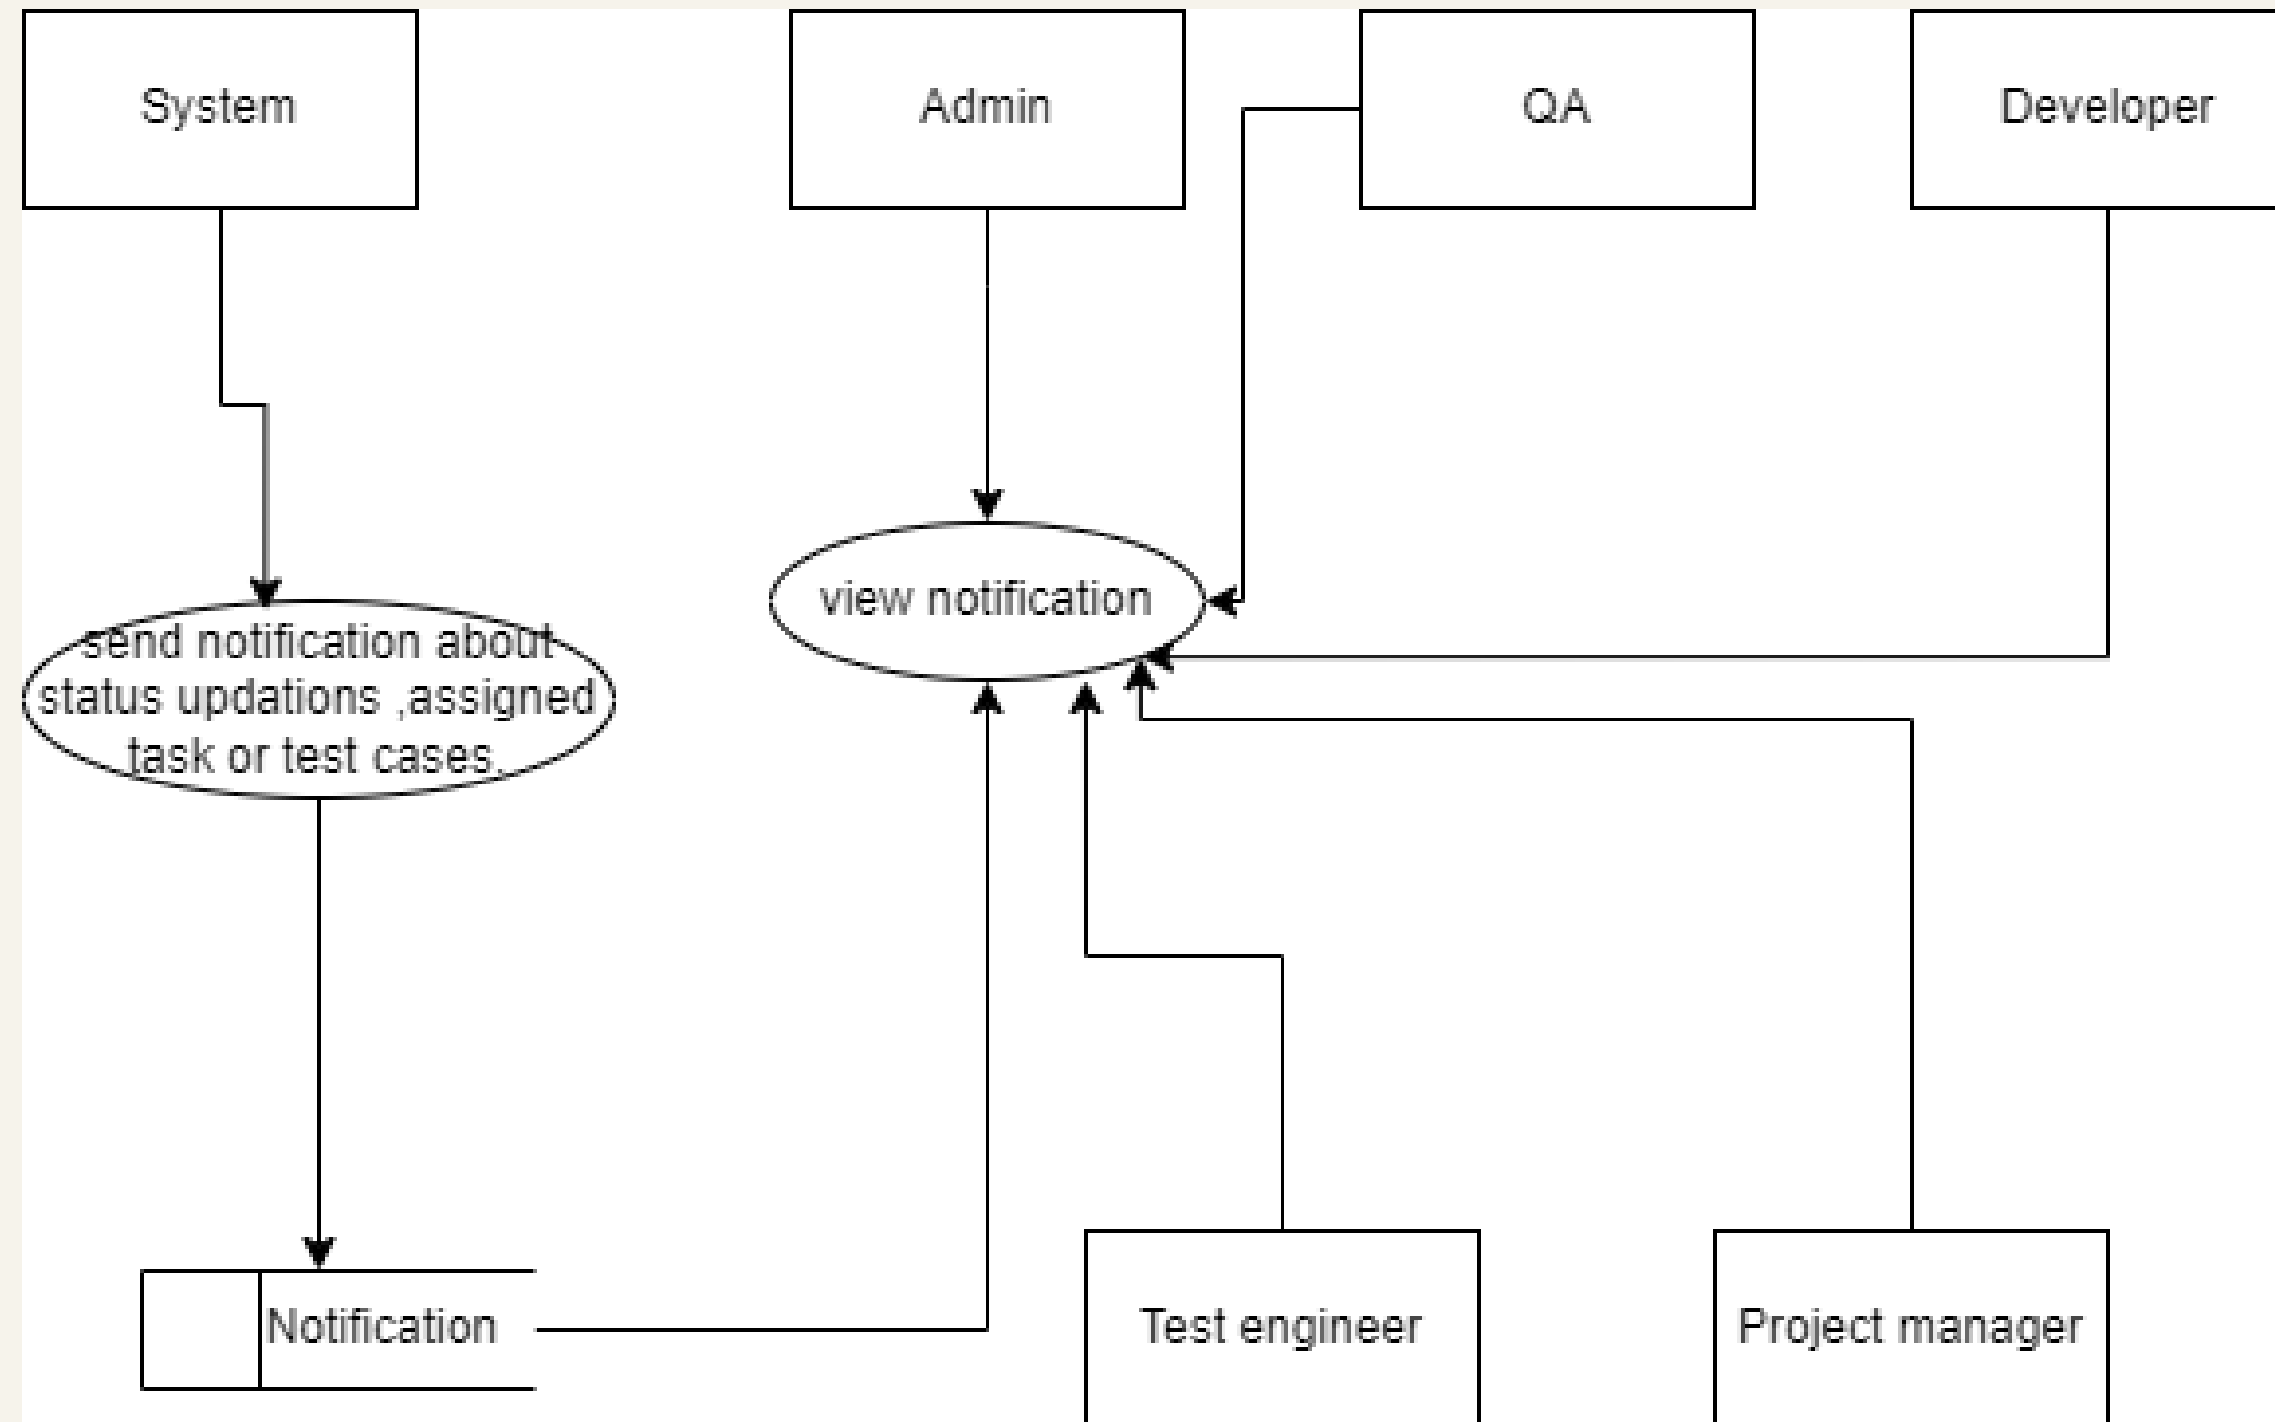 System
Admin
QA
Developer
view notification
send notification about
status updations ,assigned
task or test cases.
Notification
Test engineer
Project manager